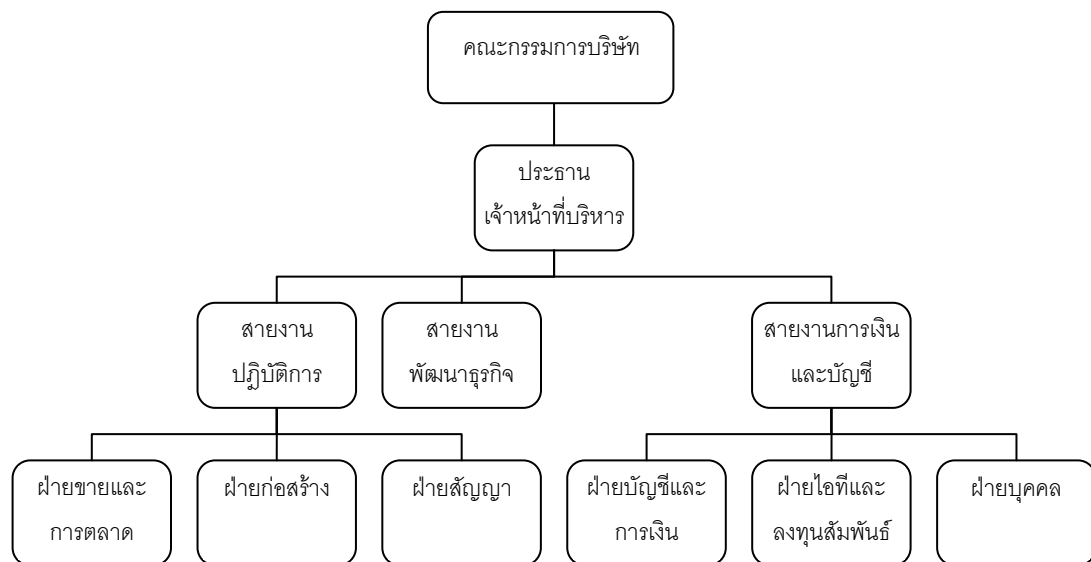 คณะกรรมการบริษัท
ประธาน
เจ้าหน้าที่บริหาร
สายงาน
ปฎิบัติการ
สายงาน
พัฒนาธุรกิจ
สายงานการเงิน
และบัญชี
ฝ่ายขายและ
การตลาด
ฝ่ายก่อสร้าง
ฝ่ายสัญญา
ฝ่ายบัญชีและ
การเงิน
ฝ่ายไอทีและ
ลงทุนสัมพันธ์
ฝ่ายบุคคล